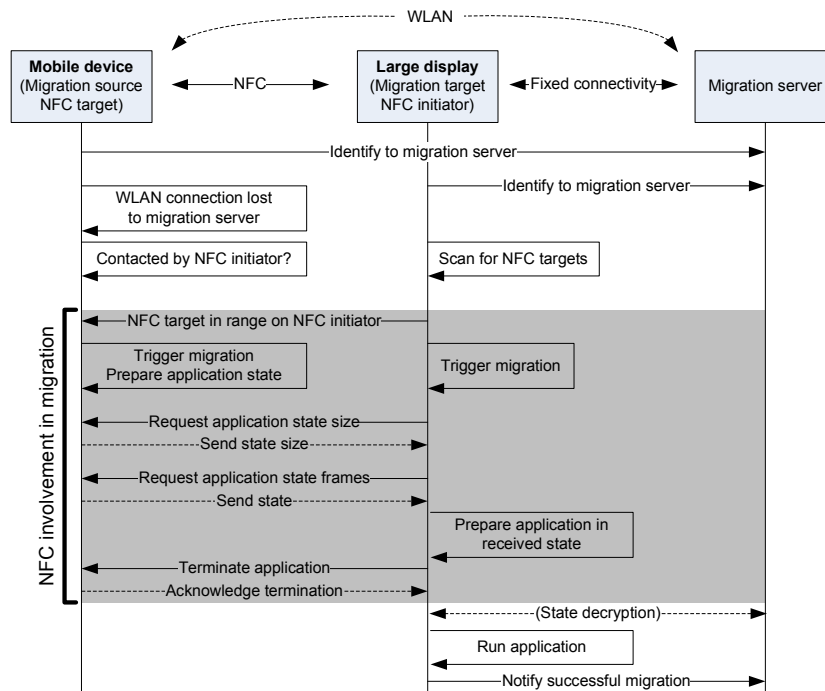 WLAN
Mobile device
(Migration source
NFC target)
NFC
Large display
(Migration target
NFC initiator)
Fixed connectivity
Migration server
Identify to migration server
Identify to migration server
WLAN connection lost
to migration server
Contacted by NFC initiator?
Scan for NFC targets
NFC involvement in migration
NFC target in range on NFC initiator
Trigger migration
Prepare application state
Trigger migration
Request application state size
Send state size
Request application state frames
Send state
Prepare application in
received state
Terminate application
Acknowledge termination
(State decryption)
Run application
Notify successful migration